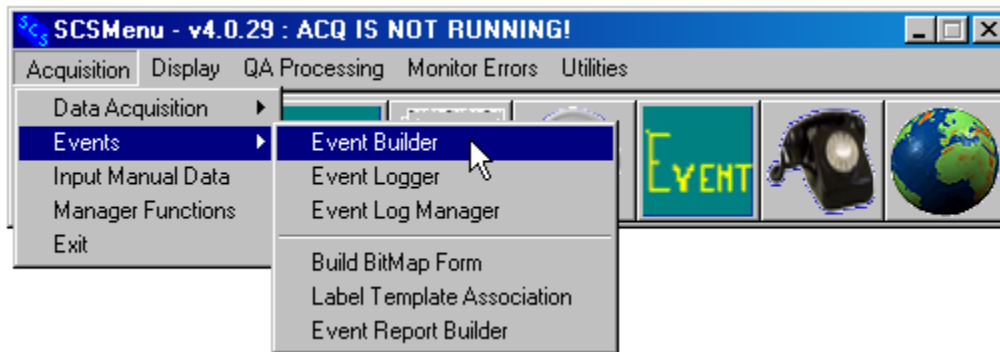 SCS SCSMenu - v4.0.29 : ACQ IS NOT RUNNING!
Acquisition Display QA Processing Monitor Errors Utilities
Data Acquisition
Events
Input Manual Data
Manager Functions
Exit
Event Builder
Event Logger
Event Log Manager
Build BitMap Form
Label Template Association
Event Report Builder
EVENT